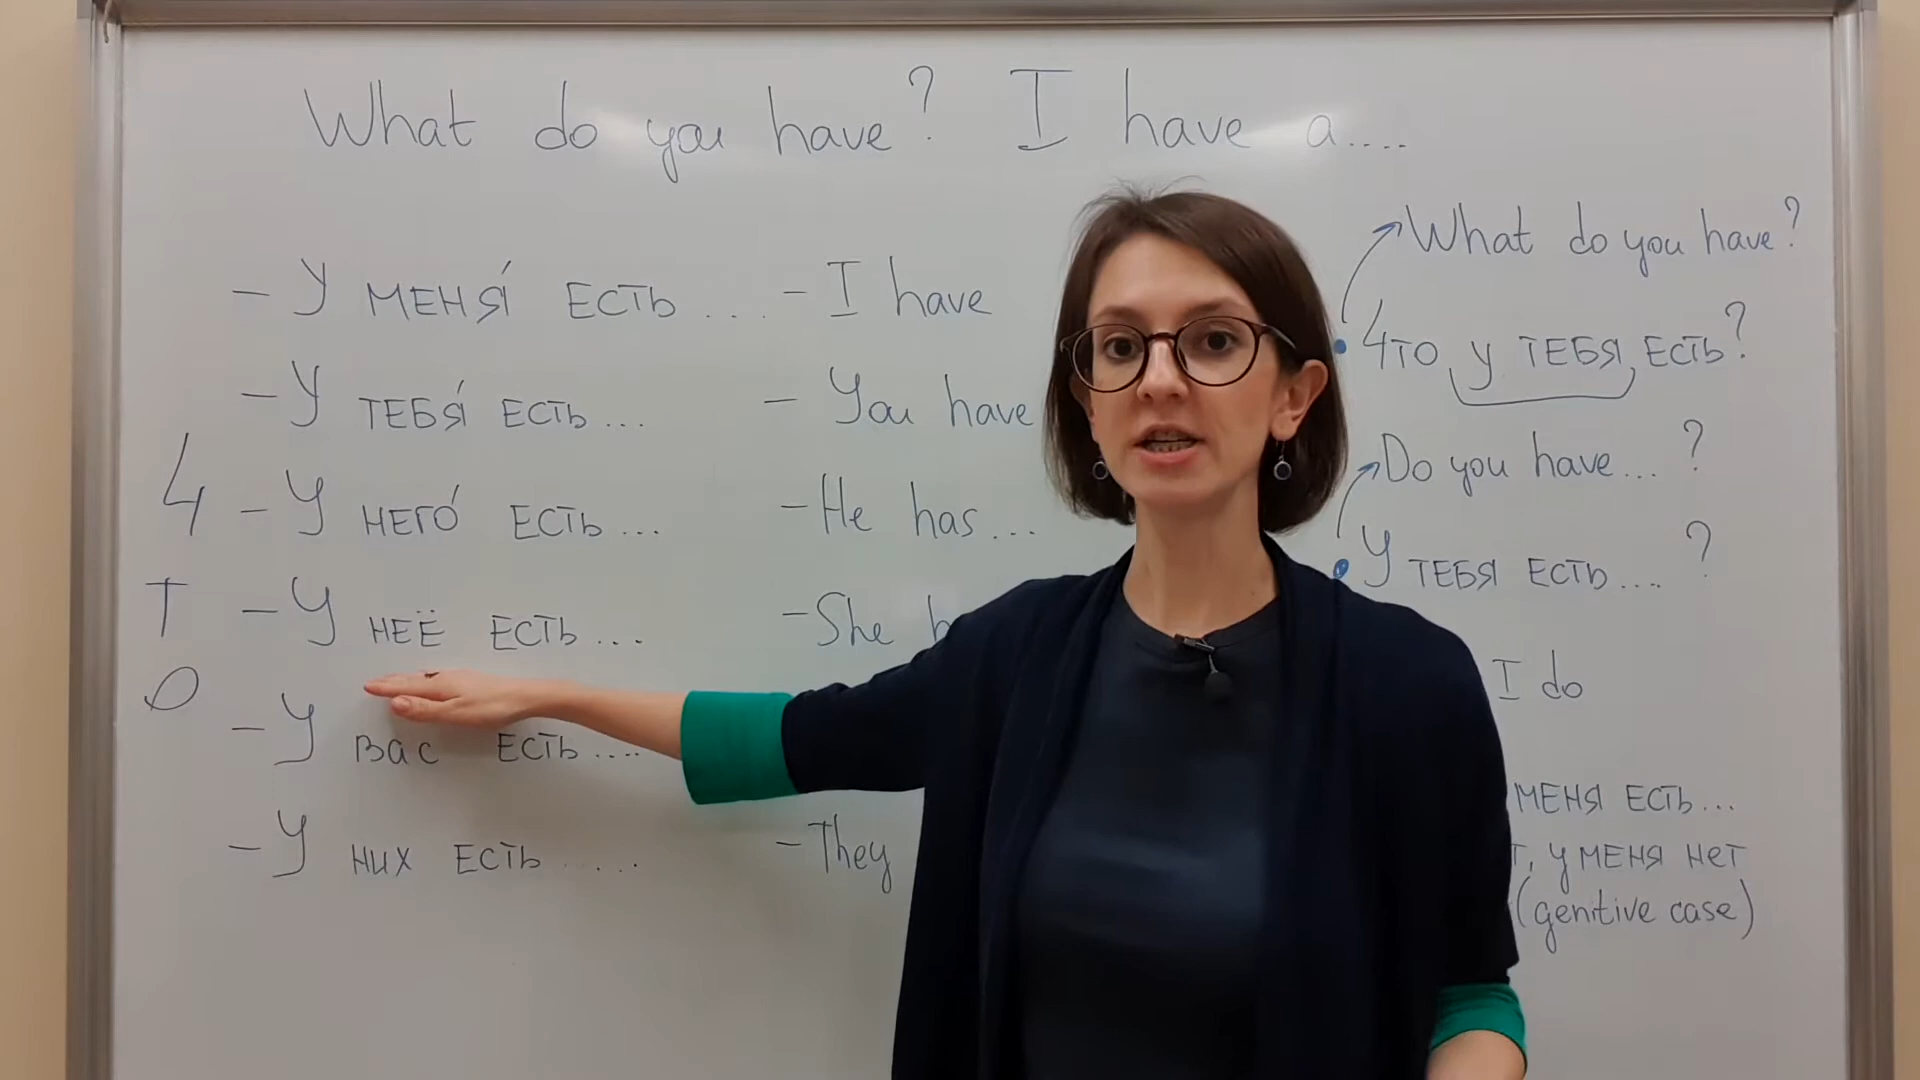 What do you have? I have a....
- У МЕНЯ́ ЕСТЬ ... - I have
- У ТЕБЯ́ ЕСТЬ ... - You have
- У НЕГО́ ЕСТЬ ... - He has ...
- У НЕЁ ЕСТЬ ... - She
- У вас ЕСТЬ ....
- У них ЕСТЬ ..... - They
Ч
Т
О
What do you have?
Что у ТЕБЯ ЕСТЬ?
Do you have... ?
У ТЕБЯ ЕСТЬ .... ?
I do
МЕНЯ ЕСТЬ...
, у МЕНЯ НЕТ
(genitive case)